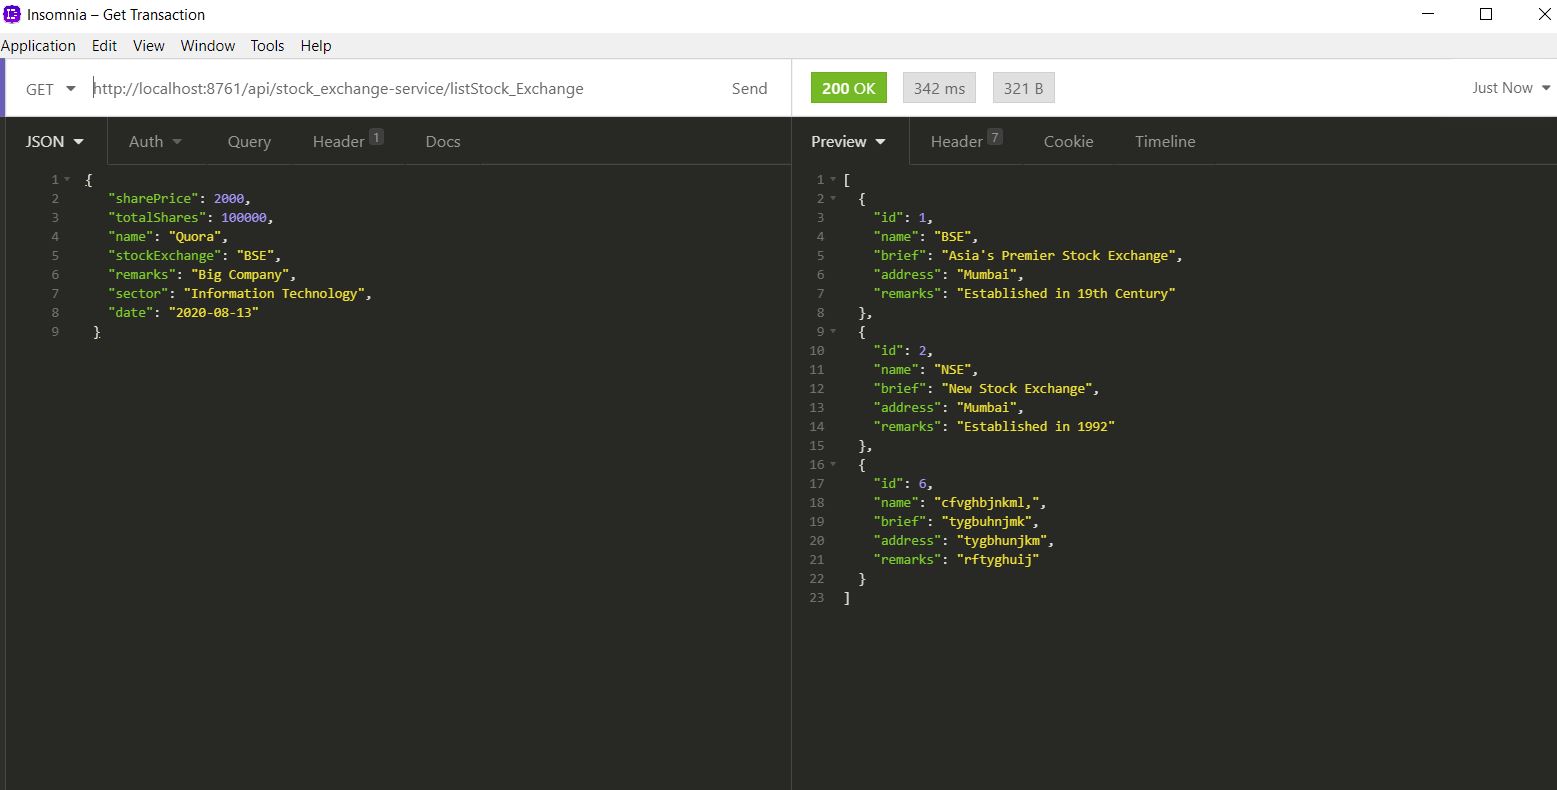 Insomnia – Get Transaction
Application Edit View Window Tools Help
GET http://localhost:8761/api/stock_exchange-service/listStock_Exchange Send
200 OK 342 ms 321 B Just Now
JSON Auth Query Header 1 Docs
1 {
2 "sharePrice": 2000,
3 "totalShares": 100000,
4 "name": "Quora",
5 "stockExchange": "BSE",
6 "remarks": "Big Company",
7 "sector": "Information Technology",
8 "date": "2020-08-13"
9 }
Preview Header 7 Cookie Timeline
1 [
2 {
3 "id": 1,
4 "name": "BSE",
5 "brief": "Asia's Premier Stock Exchange",
6 "address": "Mumbai",
7 "remarks": "Established in 19th Century"
8 },
9 {
10 "id": 2,
11 "name": "NSE",
12 "brief": "New Stock Exchange",
13 "address": "Mumbai",
14 "remarks": "Established in 1992"
15 },
16 {
17 "id": 6,
18 "name": "cfvghbjnkml,",
19 "brief": "tygbuhnjmk",
20 "address": "tygbhunjkm",
21 "remarks": "rftyghuij"
22 }
23 ]